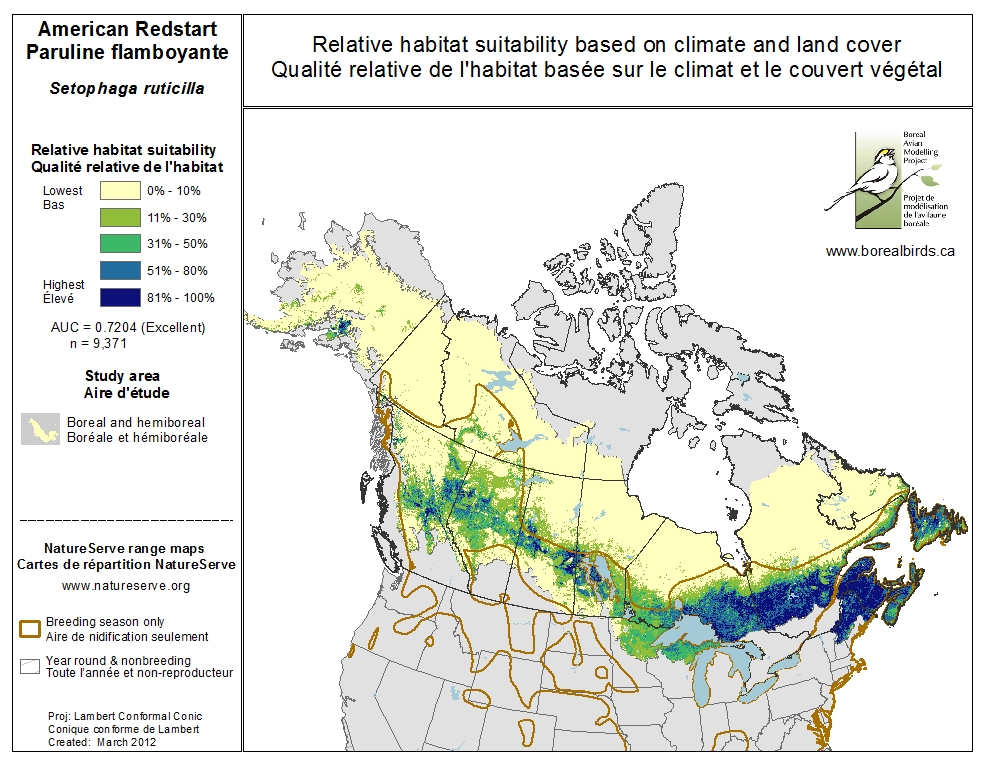 American Redstart
Paruline flamboyante
Setophaga ruticilla
Relative habitat suitability based on climate and land cover
Qualité relative de l'habitat basée sur le climat et le couvert végétal
Relative habitat suitability
Qualité relative de l'habitat
Lowest
Bas
0% - 10%
11% - 30%
31% - 50%
51% - 80%
Highest
Élevé
81% - 100%
AUC = 0.7204 (Excellent)
n = 9,371
Study area
Aire d'étude
Boreal and hemiboreal
Boréale et hémiboréale
NatureServe range maps
Cartes de répartition NatureServe
www.natureserve.org
Breeding season only
Aire de nidification seulement
Year round & nonbreeding
Toute l'année et non-reproducteur
Proj: Lambert Conformal Conic
Conique conforme de Lambert
Created: March 2012
Boreal
Avian
Modelling
Project
Projet de
modélisation
de l'avifaune
boréale
www.borealbirds.ca